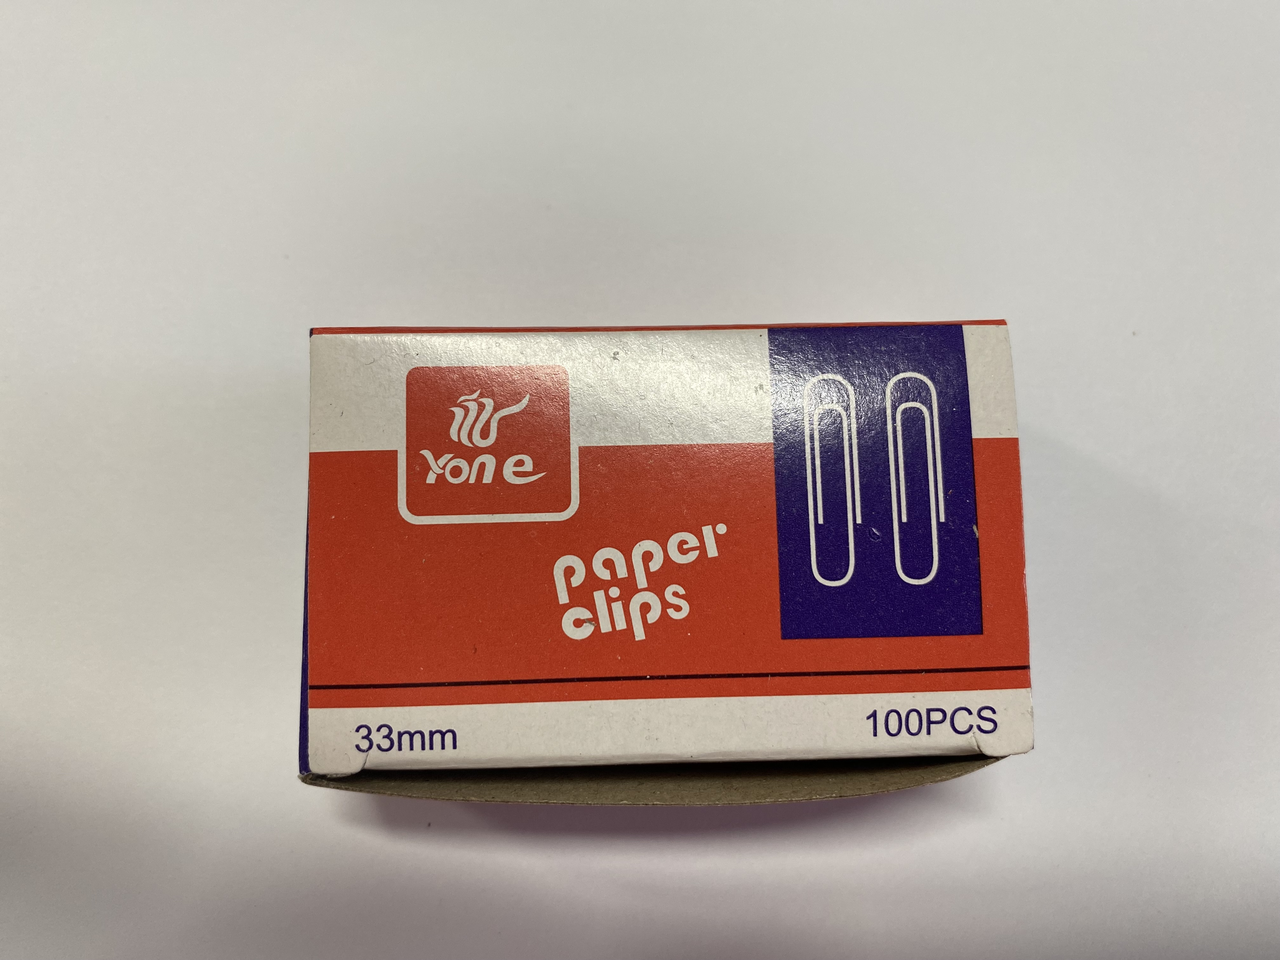 Yone
paper
clips
33mm
100PCS